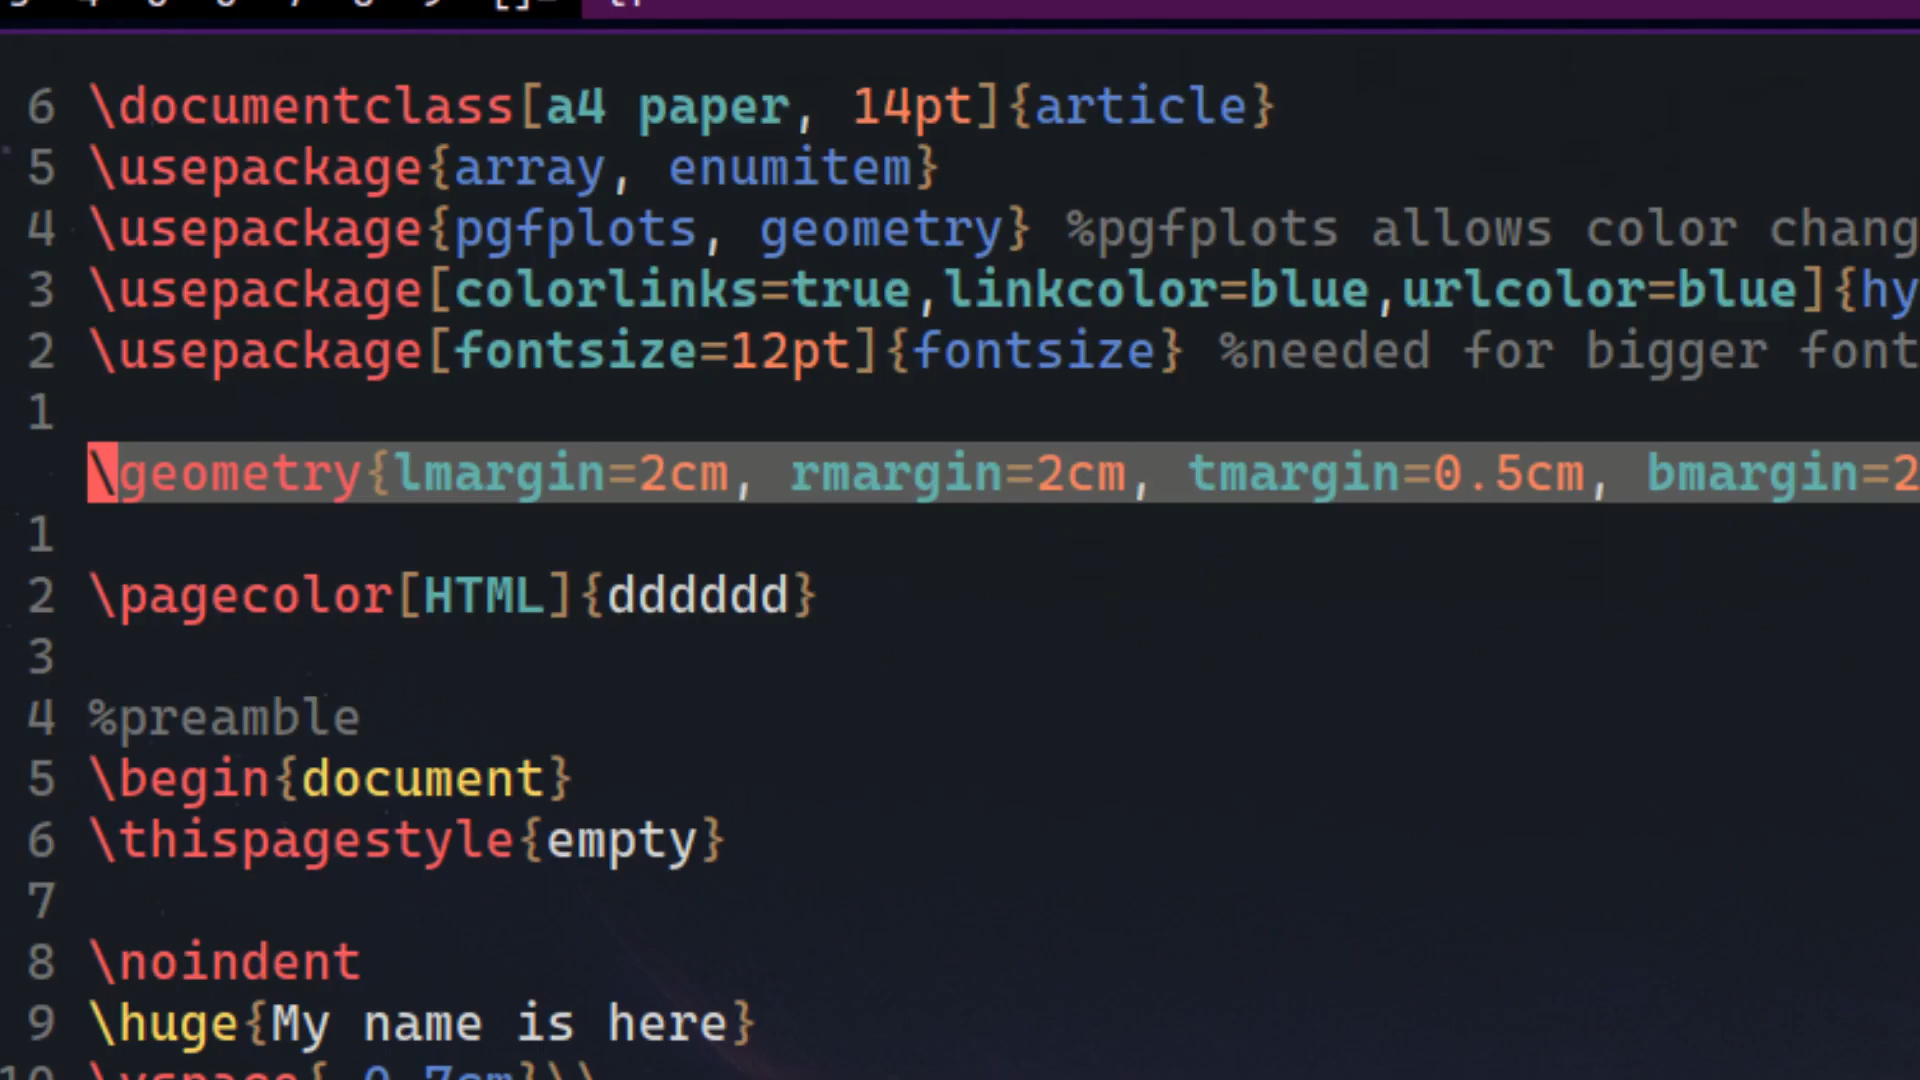 6 \documentclass[a4 paper, 14pt]{article}
5 \usepackage{array, enumitem}
4 \usepackage{pgfplots, geometry} %pgfplots allows color chang
3 \usepackage[colorlinks=true,linkcolor=blue,urlcolor=blue]{hy
2 \usepackage[fontsize=12pt]{fontsize} %needed for bigger font
1
\geometry{lmargin=2cm, rmargin=2cm, tmargin=0.5cm, bmargin=2
1
2 \pagecolor[HTML]{dddddd}
3
4 %preamble
5 \begin{document}
6 \thispagestyle{empty}
7
8 \noindent
9 \huge{My name is here}